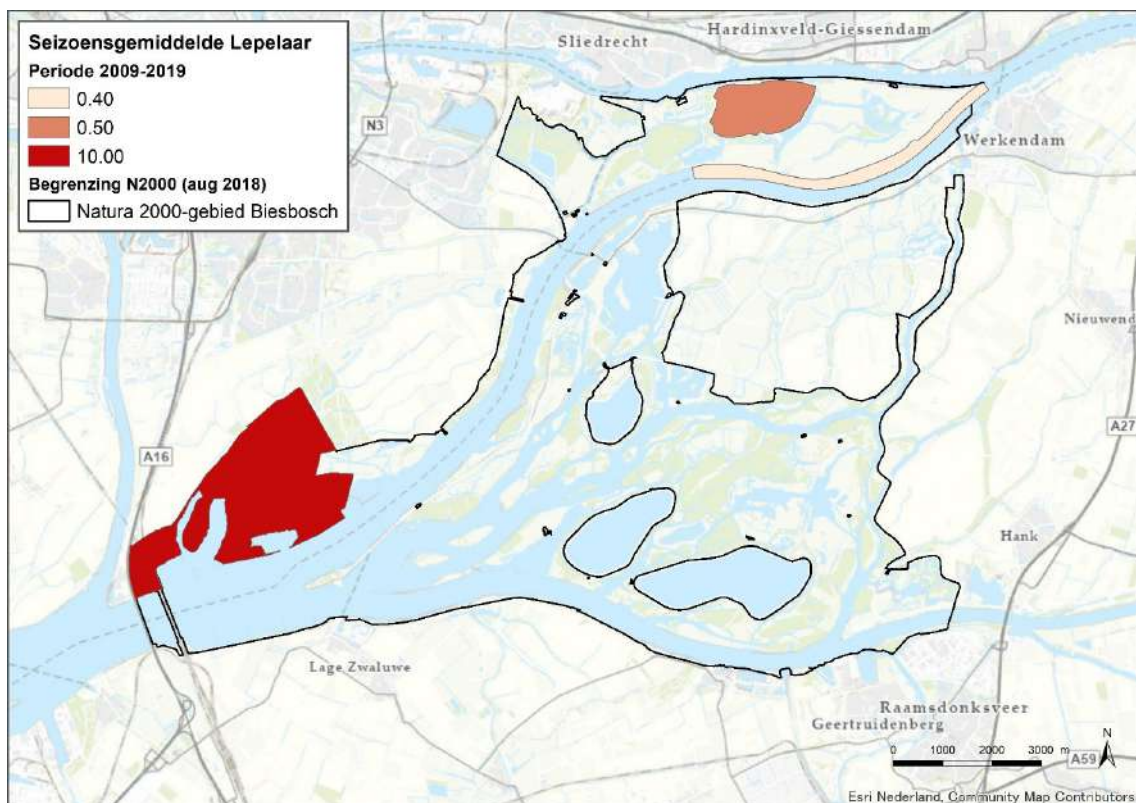 Seizoensgemiddelde Lepelaar
Periode 2009-2019
0.40
0.50
10.00
Begrenzing N2000 (aug 2018)
Natura 2000-gebied Biesbosch
Hardinxveld-Giessendam
Sliedrecht
N3
Werkendam
Nieuwend
A27
A16
Hank
Lage Zwaluwe
Raamsdonksveer
Geertruidenberg
N
0 1000 2000 3000 m
A59
Esri Nederland, Community Map Contributors